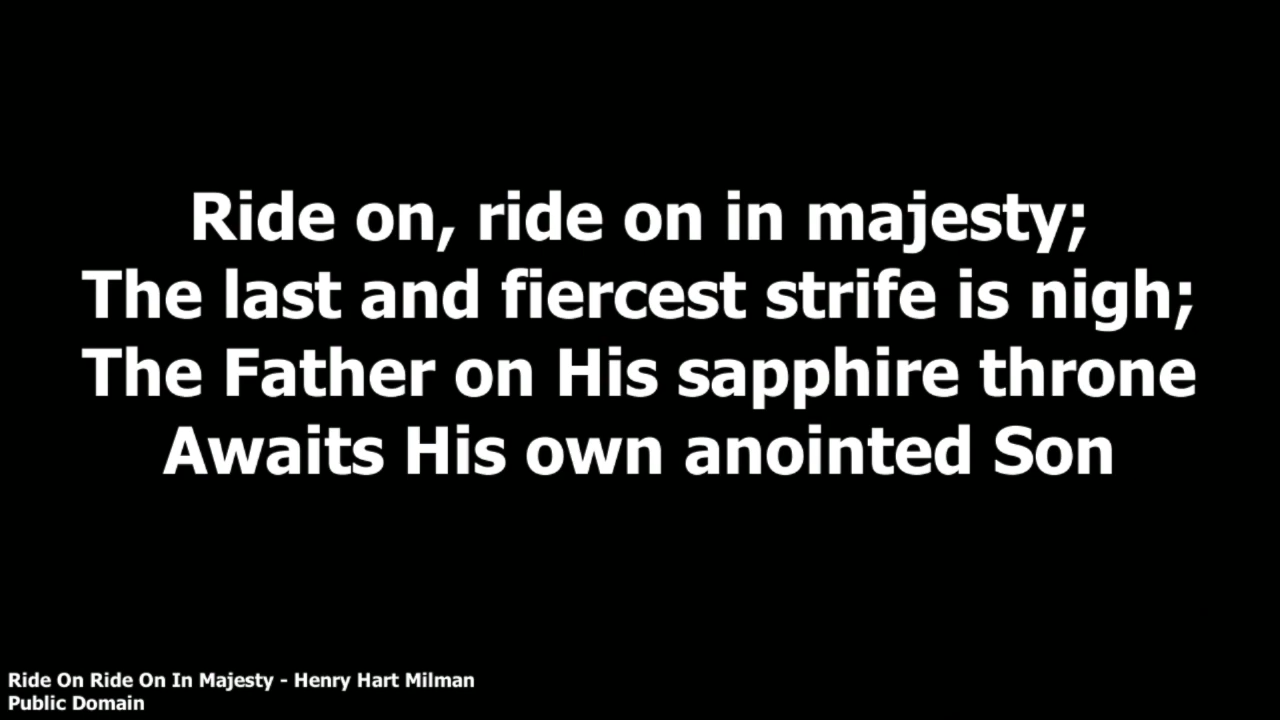 Ride on, ride on in majesty;
The last and fiercest strife is nigh;
The Father on His sapphire throne
Awaits His own anointed Son
Ride On Ride On In Majesty - Henry Hart Milman
Public Domain